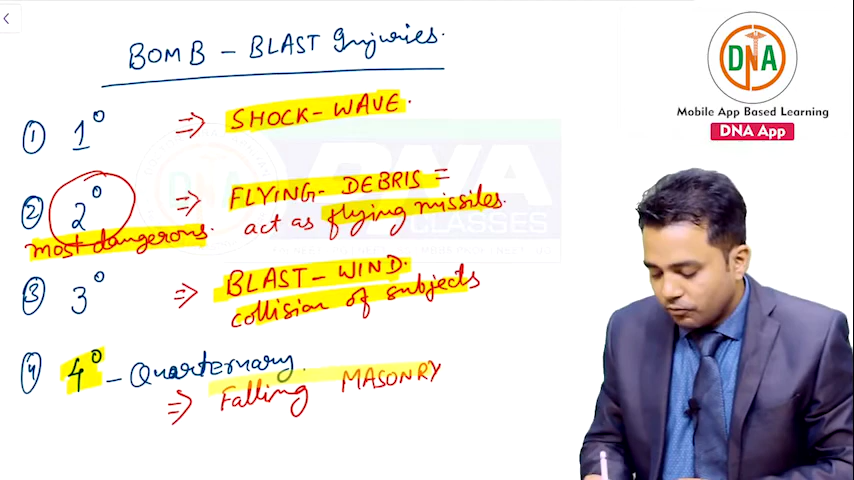 BOMB - BLAST Injuries.
DNA
Mobile App Based Learning
DNA App
① 1° ⇒ SHOCK - WAVE.
② 2° ⇒ FLYING - DEBRIS =
act as flying missiles.
most dangerous.
③ 3° ⇒ BLAST - WIND.
collision of subjects
④ 4° - Quarternary.
⇒ Falling MASONRY